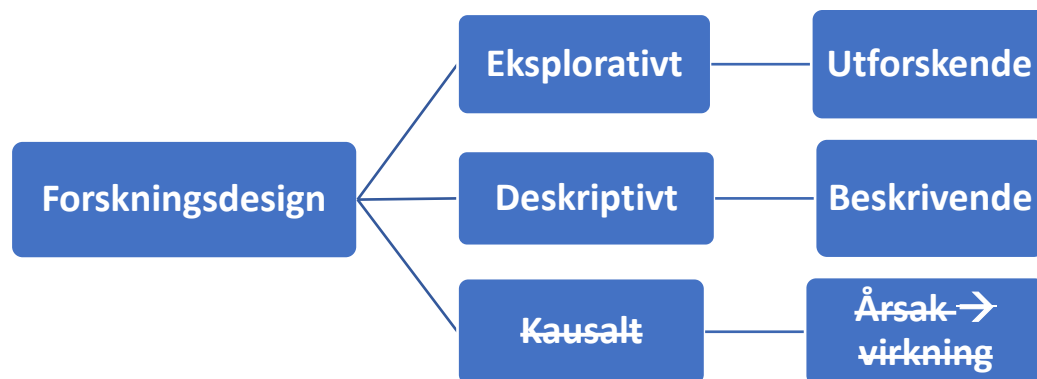 Eksplorativt
Utforskende
Forskningsdesign
Deskriptivt
Beskrivende
Kausalt
Årsak →
virkning